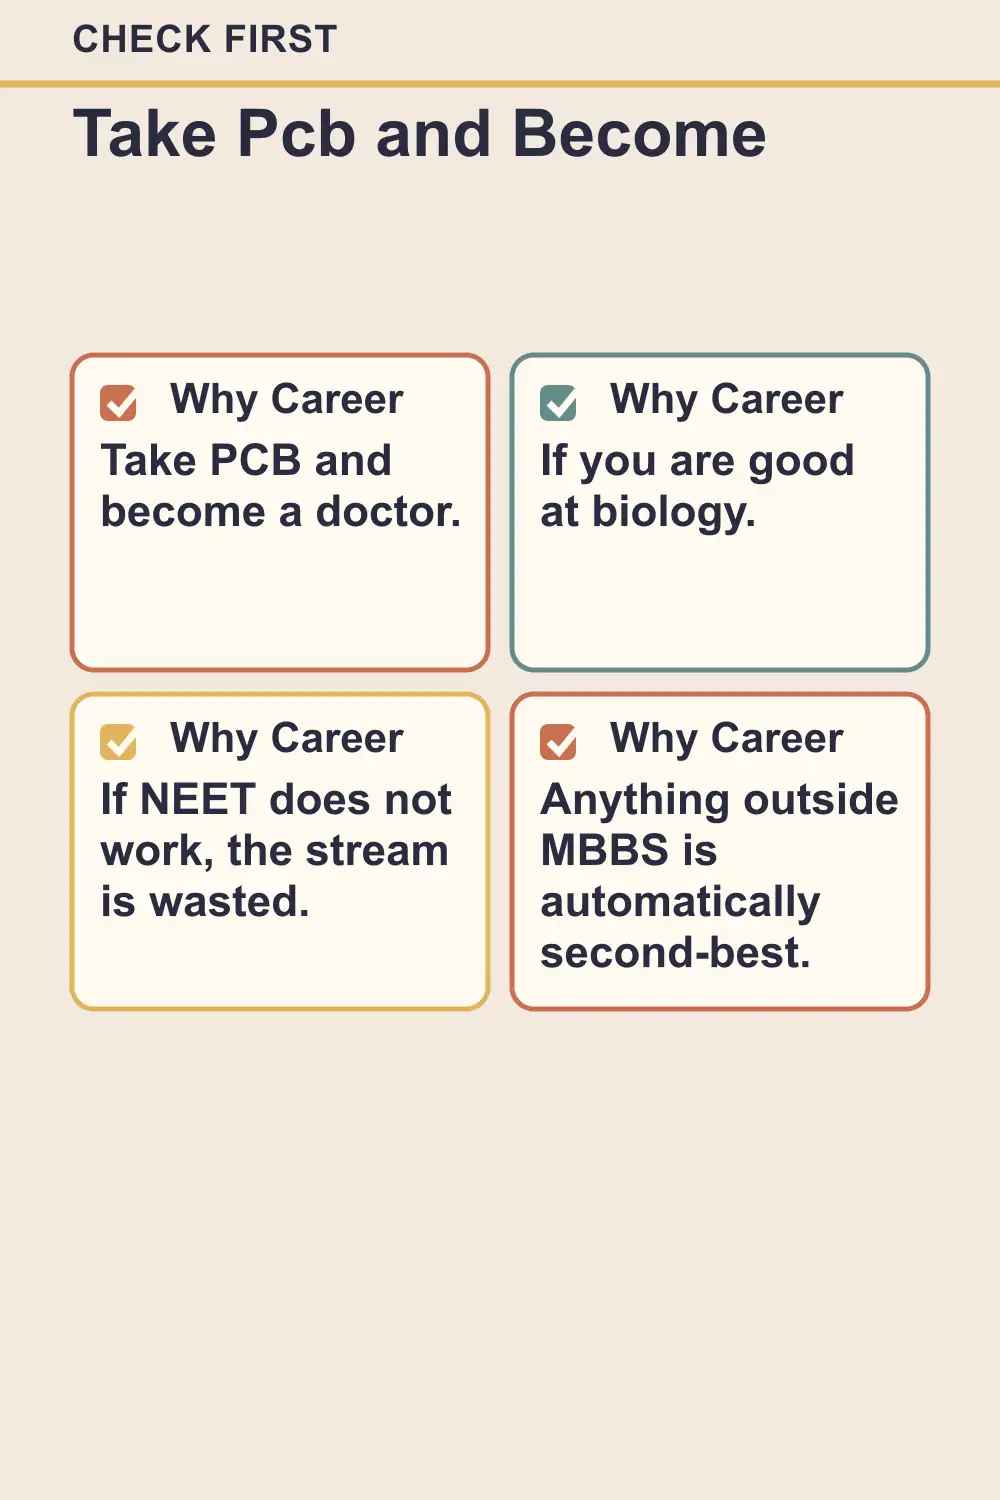 CHECK FIRST
Take Pcb and Become
Why Career
Take PCB and
become a doctor.
Why Career
If you are good
at biology.
Why Career
If NEET does not
work, the stream
is wasted.
Why Career
Anything outside
MBBS is
automatically
second-best.